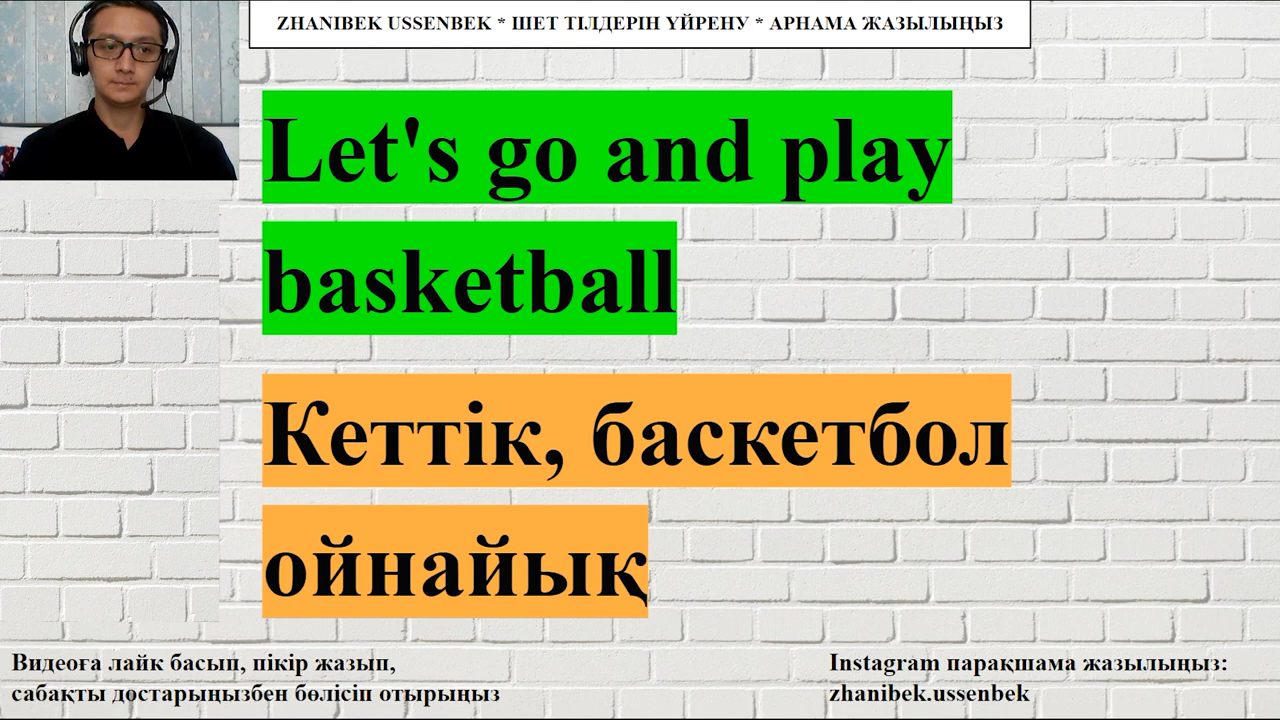 ZHANIBEK USSENBEK * ШЕТ ТІЛДЕРІН ҮЙРЕНУ * АРНАМА ЖАЗЫЛЫҢЫЗ
Let's go and play
basketball
Кеттік, баскетбол
ойнайық
Видеоға лайк басып, пікір жазып,
сабақты достарыңызбен бөлісіп отырыңыз
Instagram парақшама жазылыңыз:
zhanibek.ussenbek